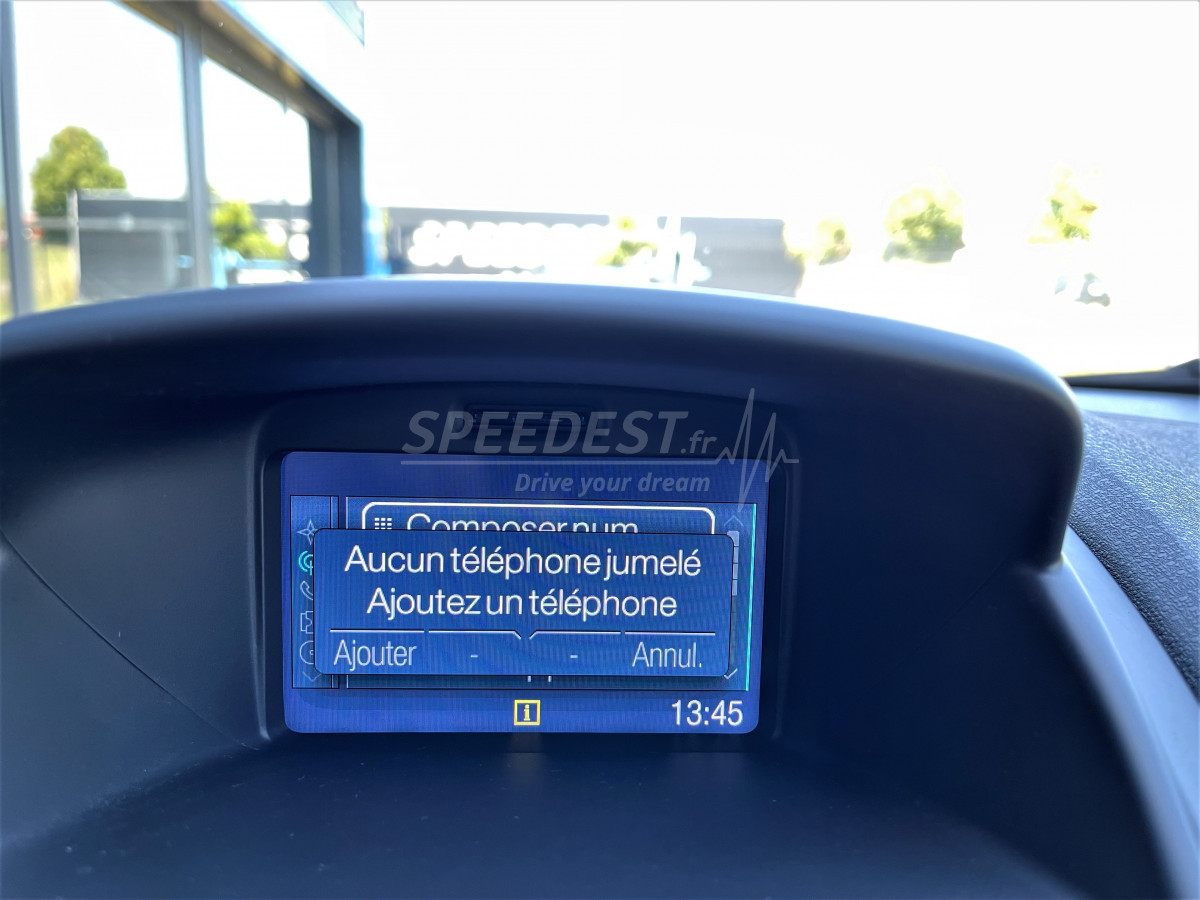 SPEEDEST.fr
Drive your dream
Composer num
Aucun téléphone jumelé
Ajoutez un téléphone
Ajouter - - Annul.
i 13:45